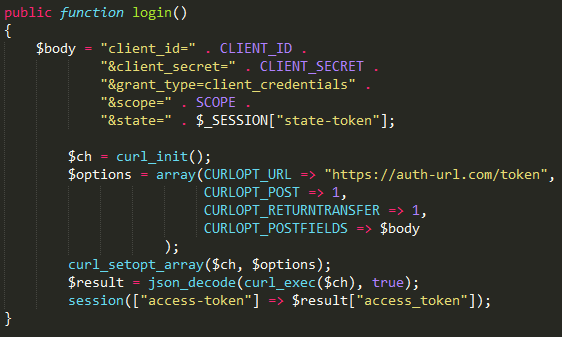 public function login()
{
    $body = "client_id=" . CLIENT_ID .
            "&client_secret=" . CLIENT_SECRET .
            "&grant_type=client_credentials" .
            "&scope=" . SCOPE .
            "&state=" . $_SESSION["state-token"];
        $ch = curl_init();
        $options = array(CURLOPT_URL => "https://auth-url.com/token",
                         CURLOPT_POST => 1,
                         CURLOPT_RETURNTRANSFER => 1,
                         CURLOPT_POSTFIELDS => $body
                    );
        curl_setopt_array($ch, $options);
        $result = json_decode(curl_exec($ch), true);
        session(["access-token"] => $result["access_token"]);
}